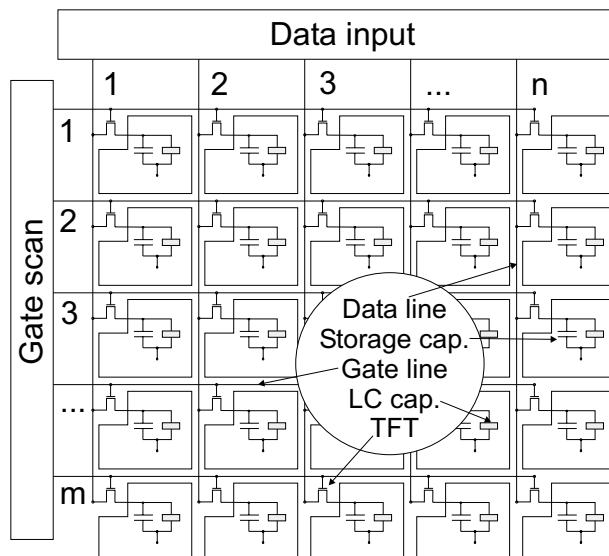 Data input
1 2 3 ... n
Gate scan
1
2
3
...
m
Data line
Storage cap.
Gate line
LC cap.
TFT